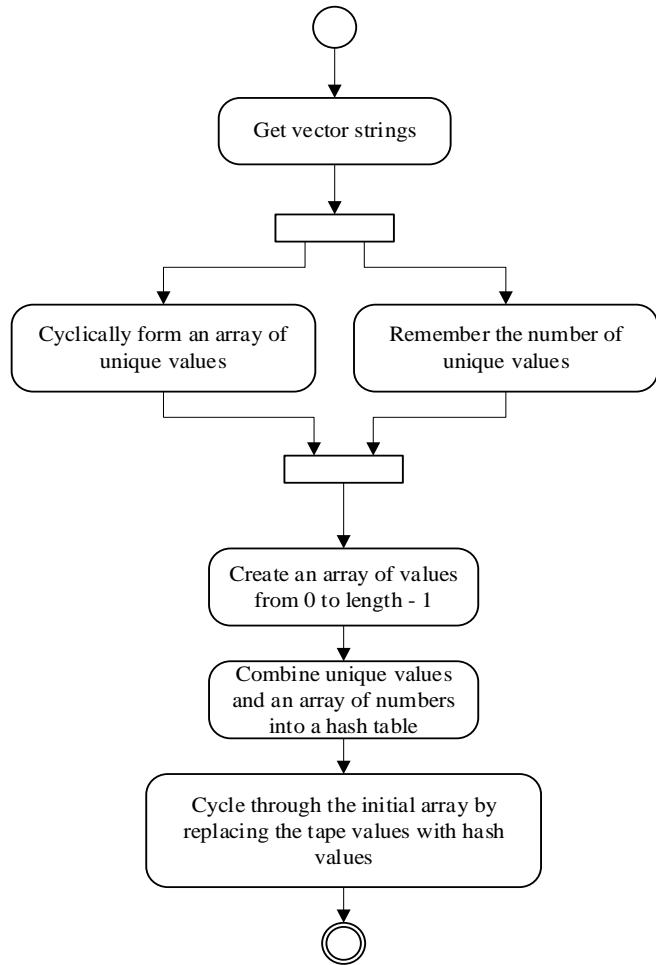 Get vector strings
Cyclically form an array of
unique values
Remember the number of
unique values
Create an array of values
from 0 to length - 1
Combine unique values
and an array of numbers
into a hash table
Cycle through the initial array by
replacing the tape values with hash
values